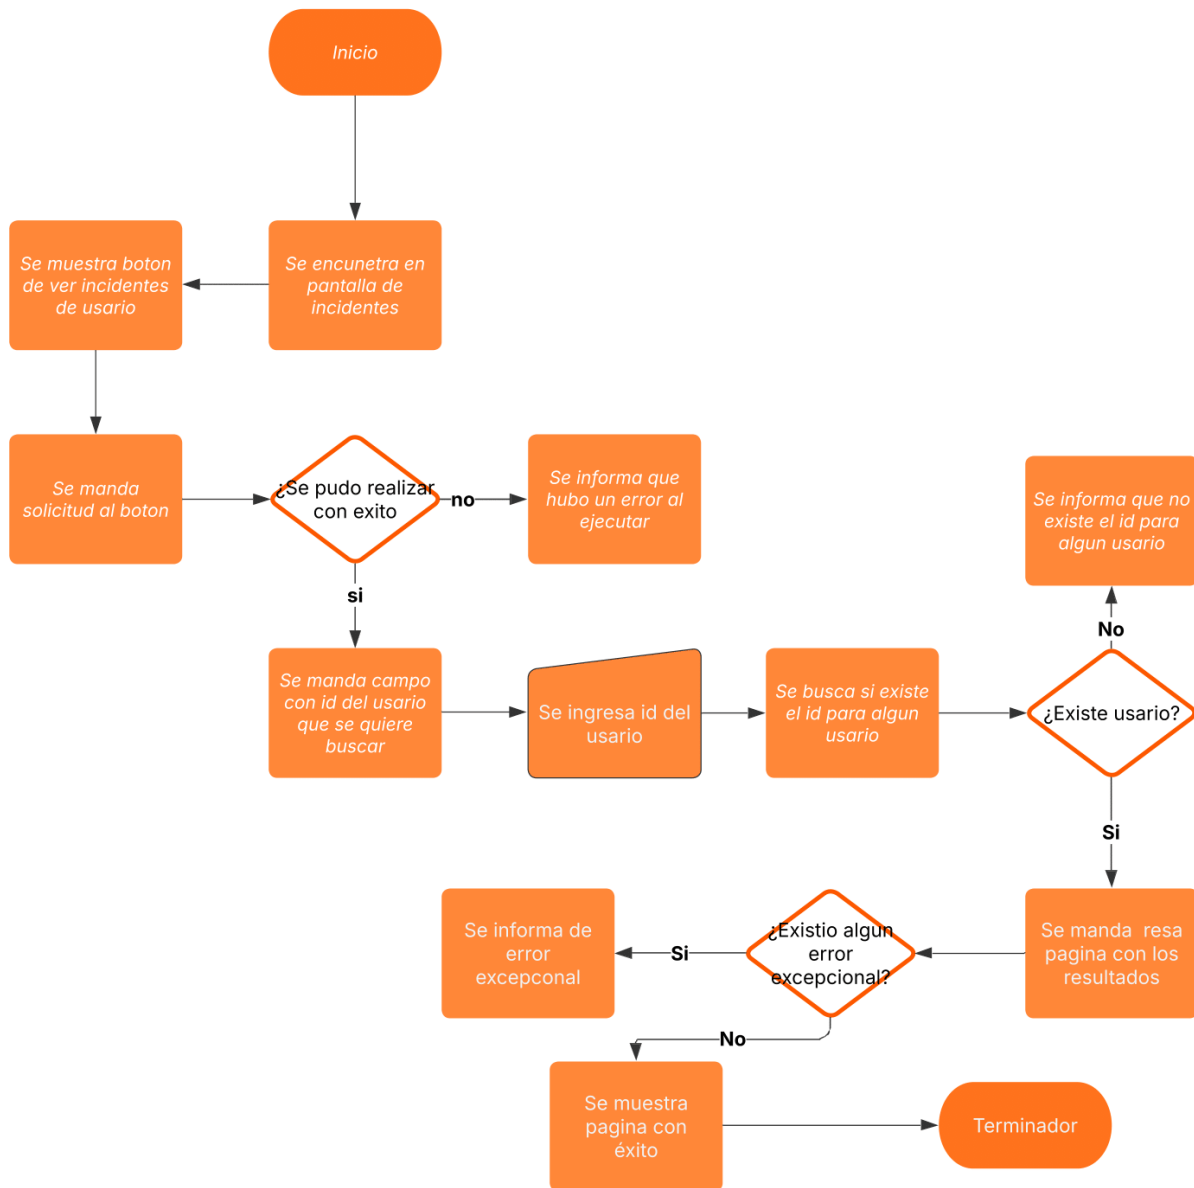 Inicio
Se muestra boton
de ver incidentes
de usario
Se encunetra en
pantalla de
incidentes
Se manda
solicitud al boton
¿Se pudo realizar
con exito
no
Se informa que
hubo un error al
ejecutar
Se informa que no
existe el id para
algun usario
si
No
Se manda campo
con id del usario
que se quiere
buscar
Se ingresa id del
usario
Se busca si existe
el id para algun
usario
¿Existe usario?
Si
Se informa de
error
excepconal
Si
¿Existio algun
error
excepcional?
Se manda resa
pagina con los
resultados
No
Se muestra
pagina con
éxito
Terminador